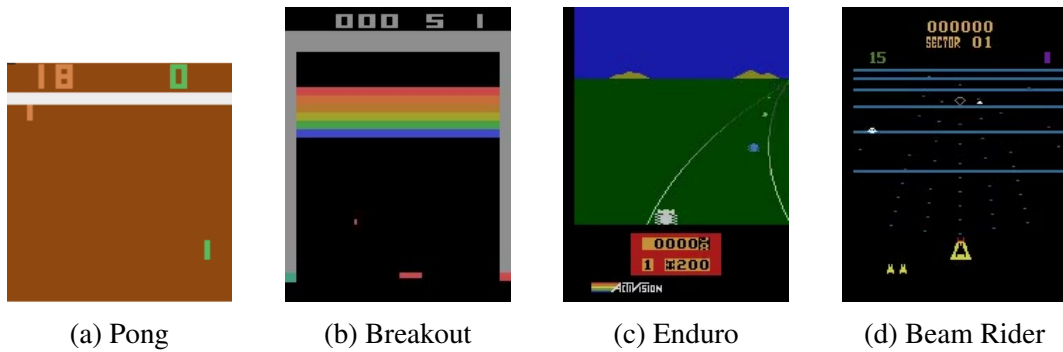 18 0
000 5 1
0000
1 200
ACTIVISION
000000
SECTOR 01
15
(a) Pong
(b) Breakout
(c) Enduro
(d) Beam Rider